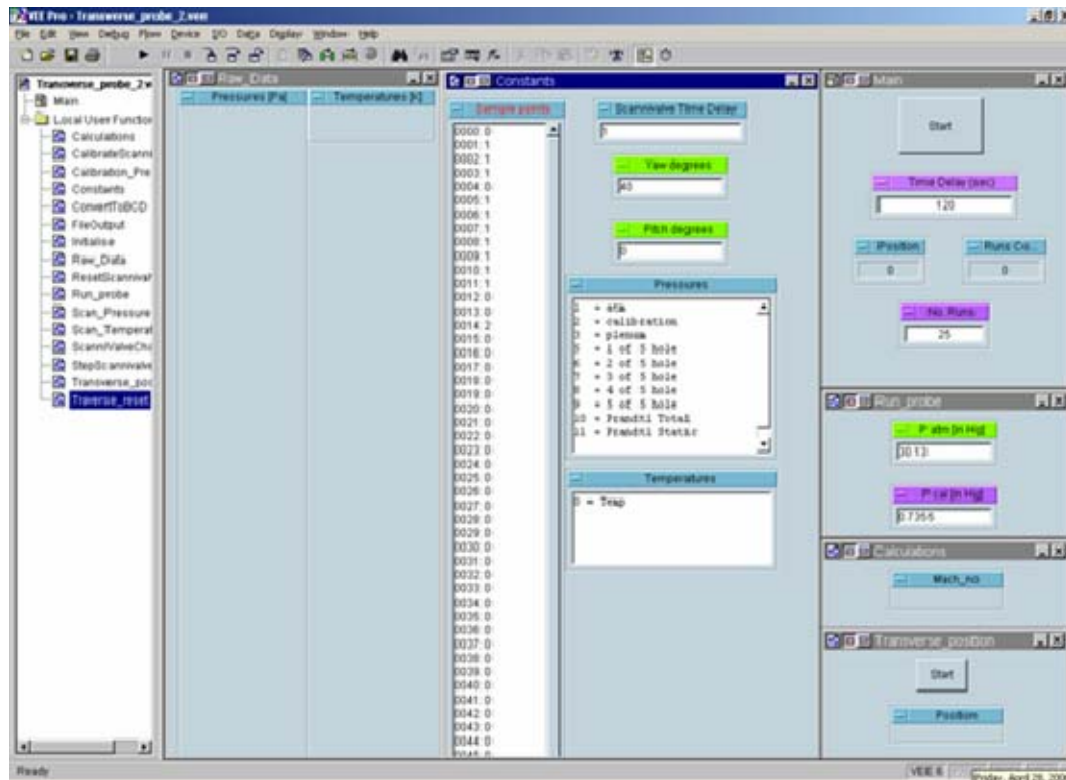 VEE Pro - Transverse_probe_2.vee
File Edit View Debug Flow Device I/O Data Display Window Help
Transverse_probe_2.v
Main
Local User Function
Calculations
CalibrateScanni
Calibration_Pre
Constants
ConvertToBCD
FileOutput
Initialise
Raw_Data
ResetScannivalv
Run_probe
Scan_Pressure
Scan_Temperat
ScanniValveCha
StepScannivalve
Transverse_pos
Traverse_reset
Raw_Data
Pressures [Pa]
Temperatures [K]
Constants
Sample points
0000: 0
0001: 1
0002: 1
0003: 1
0004: 0
0005: 1
0006: 1
0007: 1
0008: 1
0009: 1
0010: 1
0011: 1
0012: 0
0013: 0
0014: 2
0015: 0
0016: 0
0017: 0
0018: 0
0019: 0
0020: 0
0021: 0
0022: 0
0023: 0
0024: 0
0025: 0
0026: 0
0027: 0
0028: 0
0029: 0
0030: 0
0031: 0
0032: 0
0033: 0
0034: 0
0035: 0
0036: 0
0037: 0
0038: 0
0039: 0
0040: 0
0041: 0
0042: 0
0043: 0
0044: 0
Scannivalve Time Delay
1
Yaw degrees
40
Pitch degrees
0
Pressures
1 = atm
2 = calibration
3 = plenum
5 = 1 of 5 hole
6 = 2 of 5 hole
7 = 3 of 5 hole
8 = 4 of 5 hole
9 = 5 of 5 hole
10 = Prandtl Total
11 = Prandtl Static
Temperatures
0 = Temp
Main
Start
Time Delay (sec)
120
Position
0
Runs Co...
0
No. Runs
25
Run_probe
P atm [in Hg]
30.13
P cal [in Hg]
0.7356
Calculations
Mach_no
Transverse_position
Start
Position
Ready
VEE 6
Friday, April 28, 200